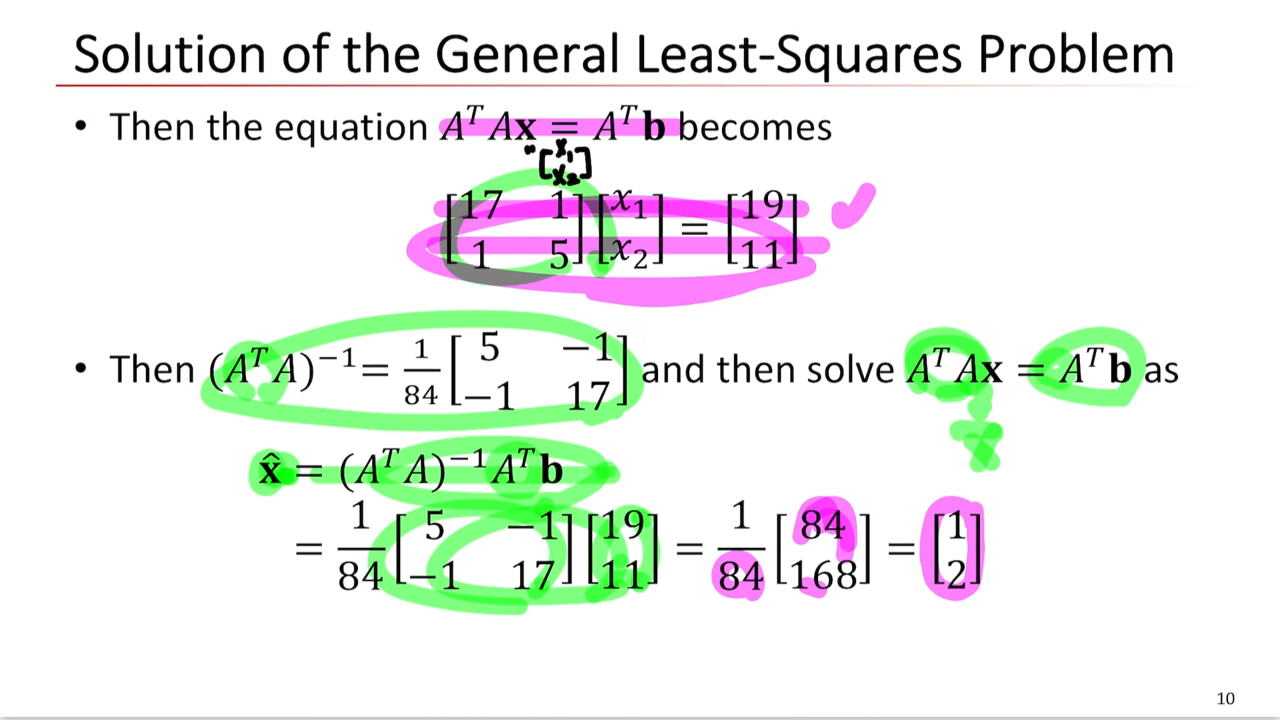 Solution of the General Least-Squares Problem
• Then the equation AᵀA𝐱 = Aᵀ𝐛 becomes
[x₁
x₂]
[17 1; 1 5] [x₁; x₂] = [19; 11]
• Then (AᵀA)⁻¹ = 1/84 [5 −1; −1 17] and then solve AᵀA𝐱 = Aᵀ𝐛 as
𝐱̂ = (AᵀA)⁻¹Aᵀ𝐛
= 1/84 [5 −1; −1 17] [19; 11] = 1/84 [84; 168] = [1; 2]
10